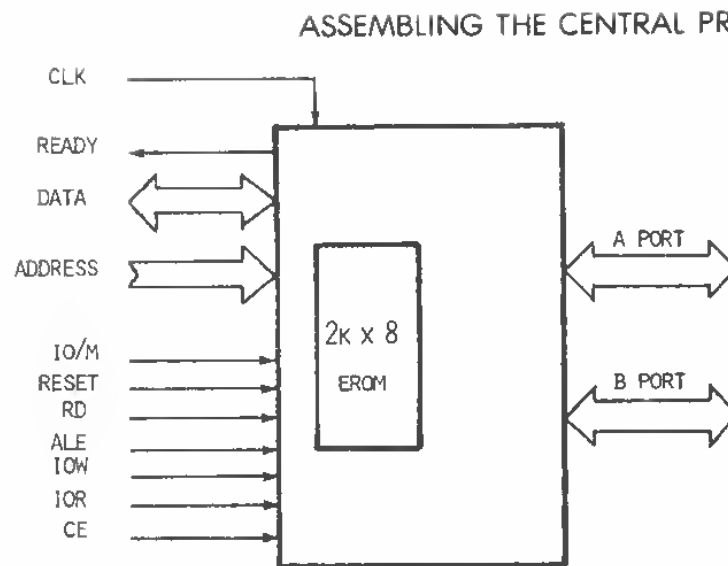 ASSEMBLING THE CENTRAL PR
CLK
READY
DATA
ADDRESS
A PORT
2K x 8
EROM
IO/M
RESET
RD
ALE
IOW
IOR
CE
B PORT